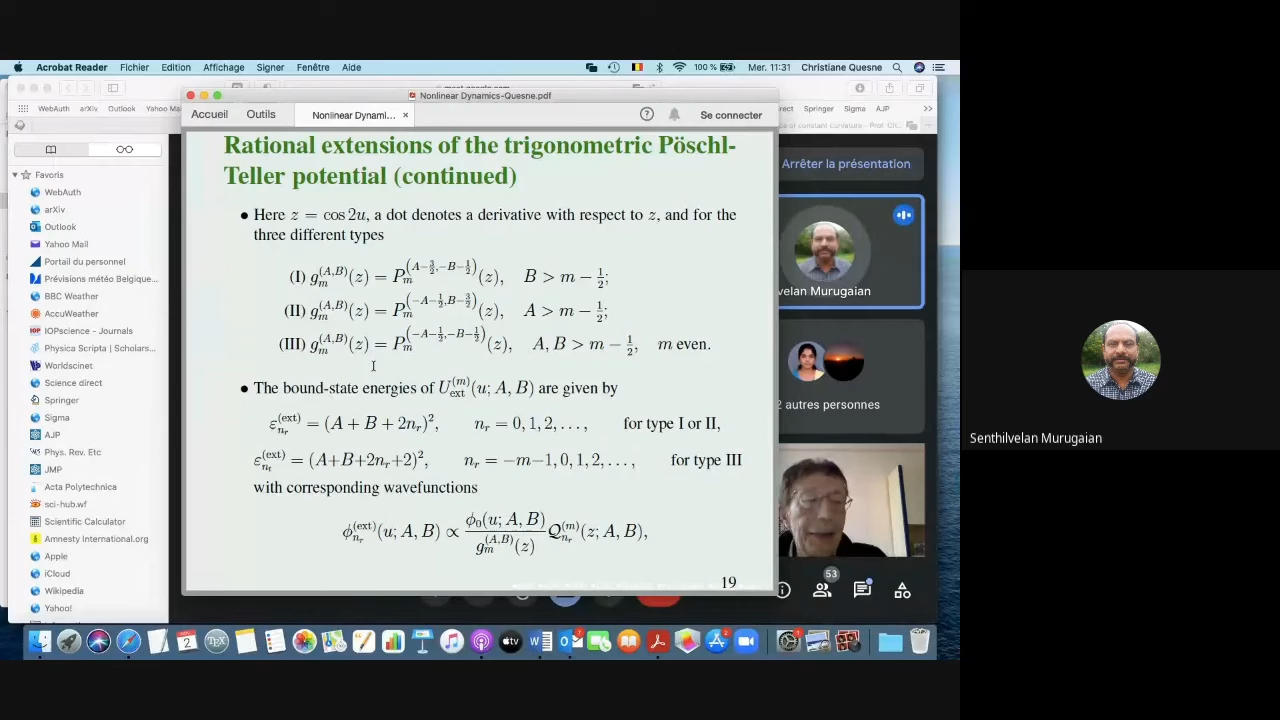 Acrobat Reader Fichier Edition Affichage Signer Fenêtre Aide 100 % Mer. 11:31 Christiane Quesne
Nonlinear Dynamics-Quesne.pdf
WebAuth arXiv Outlook Yahoo Ma
Springer Sigma AJP
Accueil Outils Nonlinear Dynami... × Se connecter
Favoris
WebAuth
arXiv
Outlook
Yahoo Mail
Portail du personnel
Prévisions météo Belgique...
BBC Weather
AccuWeather
IOPscience - Journals
Physica Scripta | Scholars...
Worldscinet
Science direct
Springer
Sigma
AJP
Phys. Rev. Etc
JMP
Acta Polytechnica
sci-hub.wf
Scientific Calculator
Amnesty International.org
Apple
iCloud
Wikipedia
Yahoo!
Rational extensions of the trigonometric Pöschl-
Teller potential (continued)
• Here z = cos 2u, a dot denotes a derivative with respect to z, and for the
three different types
(I) g_m^{(A,B)}(z) = P_m^{(A−3/2,−B−1/2)}(z), B > m − 1/2;
(II) g_m^{(A,B)}(z) = P_m^{(−A−1/2,B−3/2)}(z), A > m − 1/2;
(III) g_m^{(A,B)}(z) = P_m^{(−A−1/2,−B−1/2)}(z), A, B > m − 1/2, m even.
• The bound-state energies of U_ext^{(m)}(u; A, B) are given by
ε_{n_r}^{(ext)} = (A + B + 2n_r)^2, n_r = 0, 1, 2, . . . , for type I or II,
ε_{n_r}^{(ext)} = (A+B+2n_r+2)^2, n_r = −m−1, 0, 1, 2, . . . , for type III
with corresponding wavefunctions
ϕ_{n_r}^{(ext)}(u; A, B) ∝ ϕ_0(u; A, B) / g_m^{(A,B)}(z) Q_{n_r}^{(m)}(z; A, B),
19
Arrêter la présentation
velan Murugaian
2 autres personnes
53
Senthilvelan Murugaian